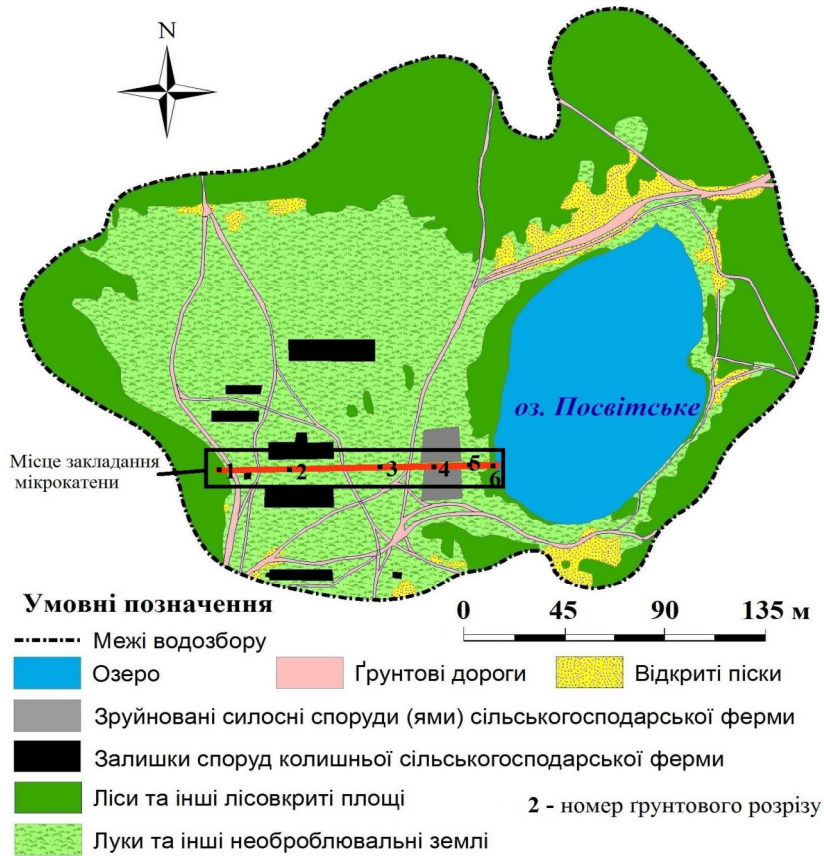 оз. Посвітське
Місце закладання
мікрокатени
1 2 3 4 5 6
Умовні позначення
0 45 90 135 м
Межі водозбору
Озеро Ґрунтові дороги Відкриті піски
Зруйновані силосні споруди (ями) сільськогосподарської ферми
Залишки споруд колишньої сільськогосподарської ферми
Ліси та інші лісовкриті площі 2 - номер ґрунтового розрізу
Луки та інші необроблювальні землі